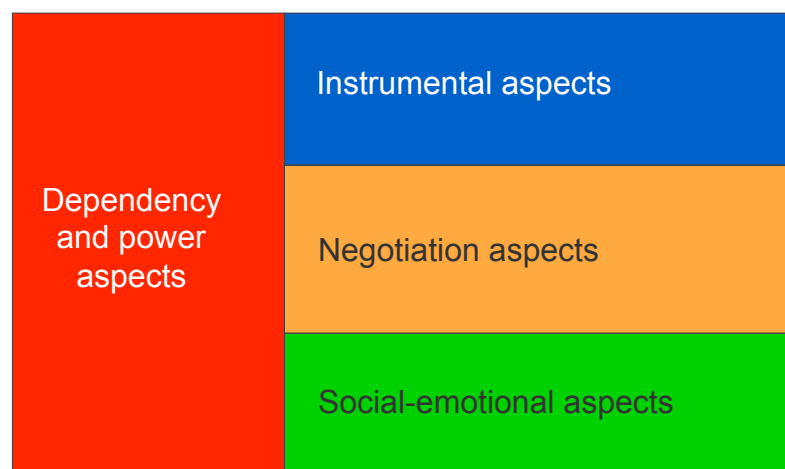 Dependency
and power
aspects
Instrumental aspects
Negotiation aspects
Social-emotional aspects